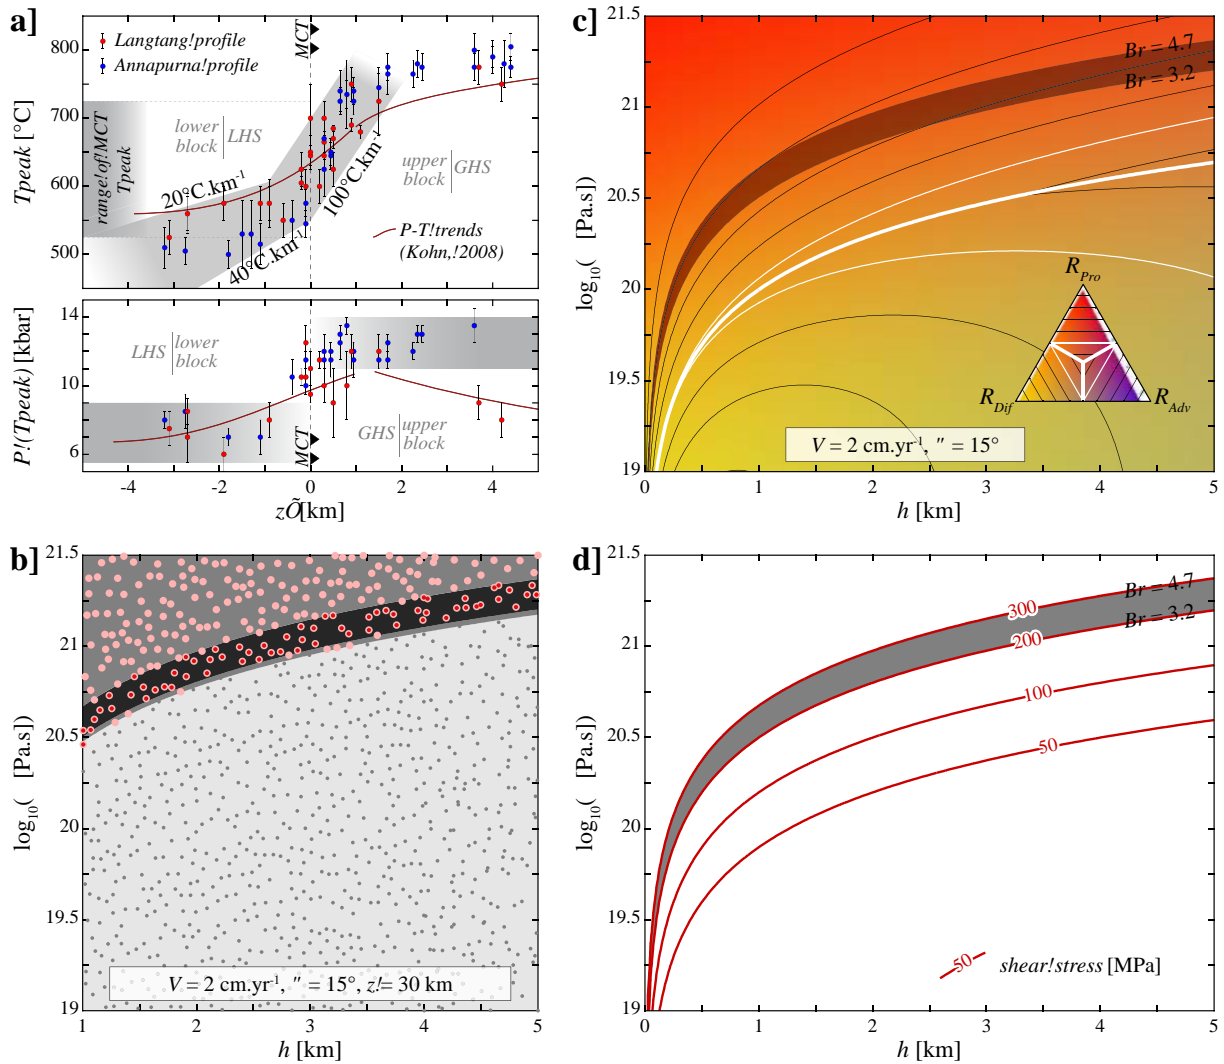 a]
MCT
800
700
600
500
Tpeak [°C]
Langtang!profile
Annapurna!profile
lower
block
LHS
range!of!MCT
Tpeak
20°C.km-1
40°C.km-1
100°C.km-1
upper
block
GHS
P-T!trends
(Kohn,!2008)
14
10
6
P!(Tpeak) [kbar]
LHS
lower
block
GHS
upper
block
MCT
-4
-2
0
2
4
zÕ[km]
c]
21.5
21
20.5
20
19.5
19
log10( [Pa.s])
Br = 4.7
Br = 3.2
RPro
RDif
RAdv
V = 2 cm.yr-1, " = 15°
0
1
2
3
4
5
h [km]
b]
21.5
21
20.5
20
19.5
19
log10( [Pa.s])
V = 2 cm.yr-1, " = 15°, z!= 30 km
1
2
3
4
5
h [km]
d]
21.5
21
20.5
20
19.5
19
log10( [Pa.s])
Br = 4.7
Br = 3.2
300
200
100
50
50
shear!stress [MPa]
0
1
2
3
4
5
h [km]